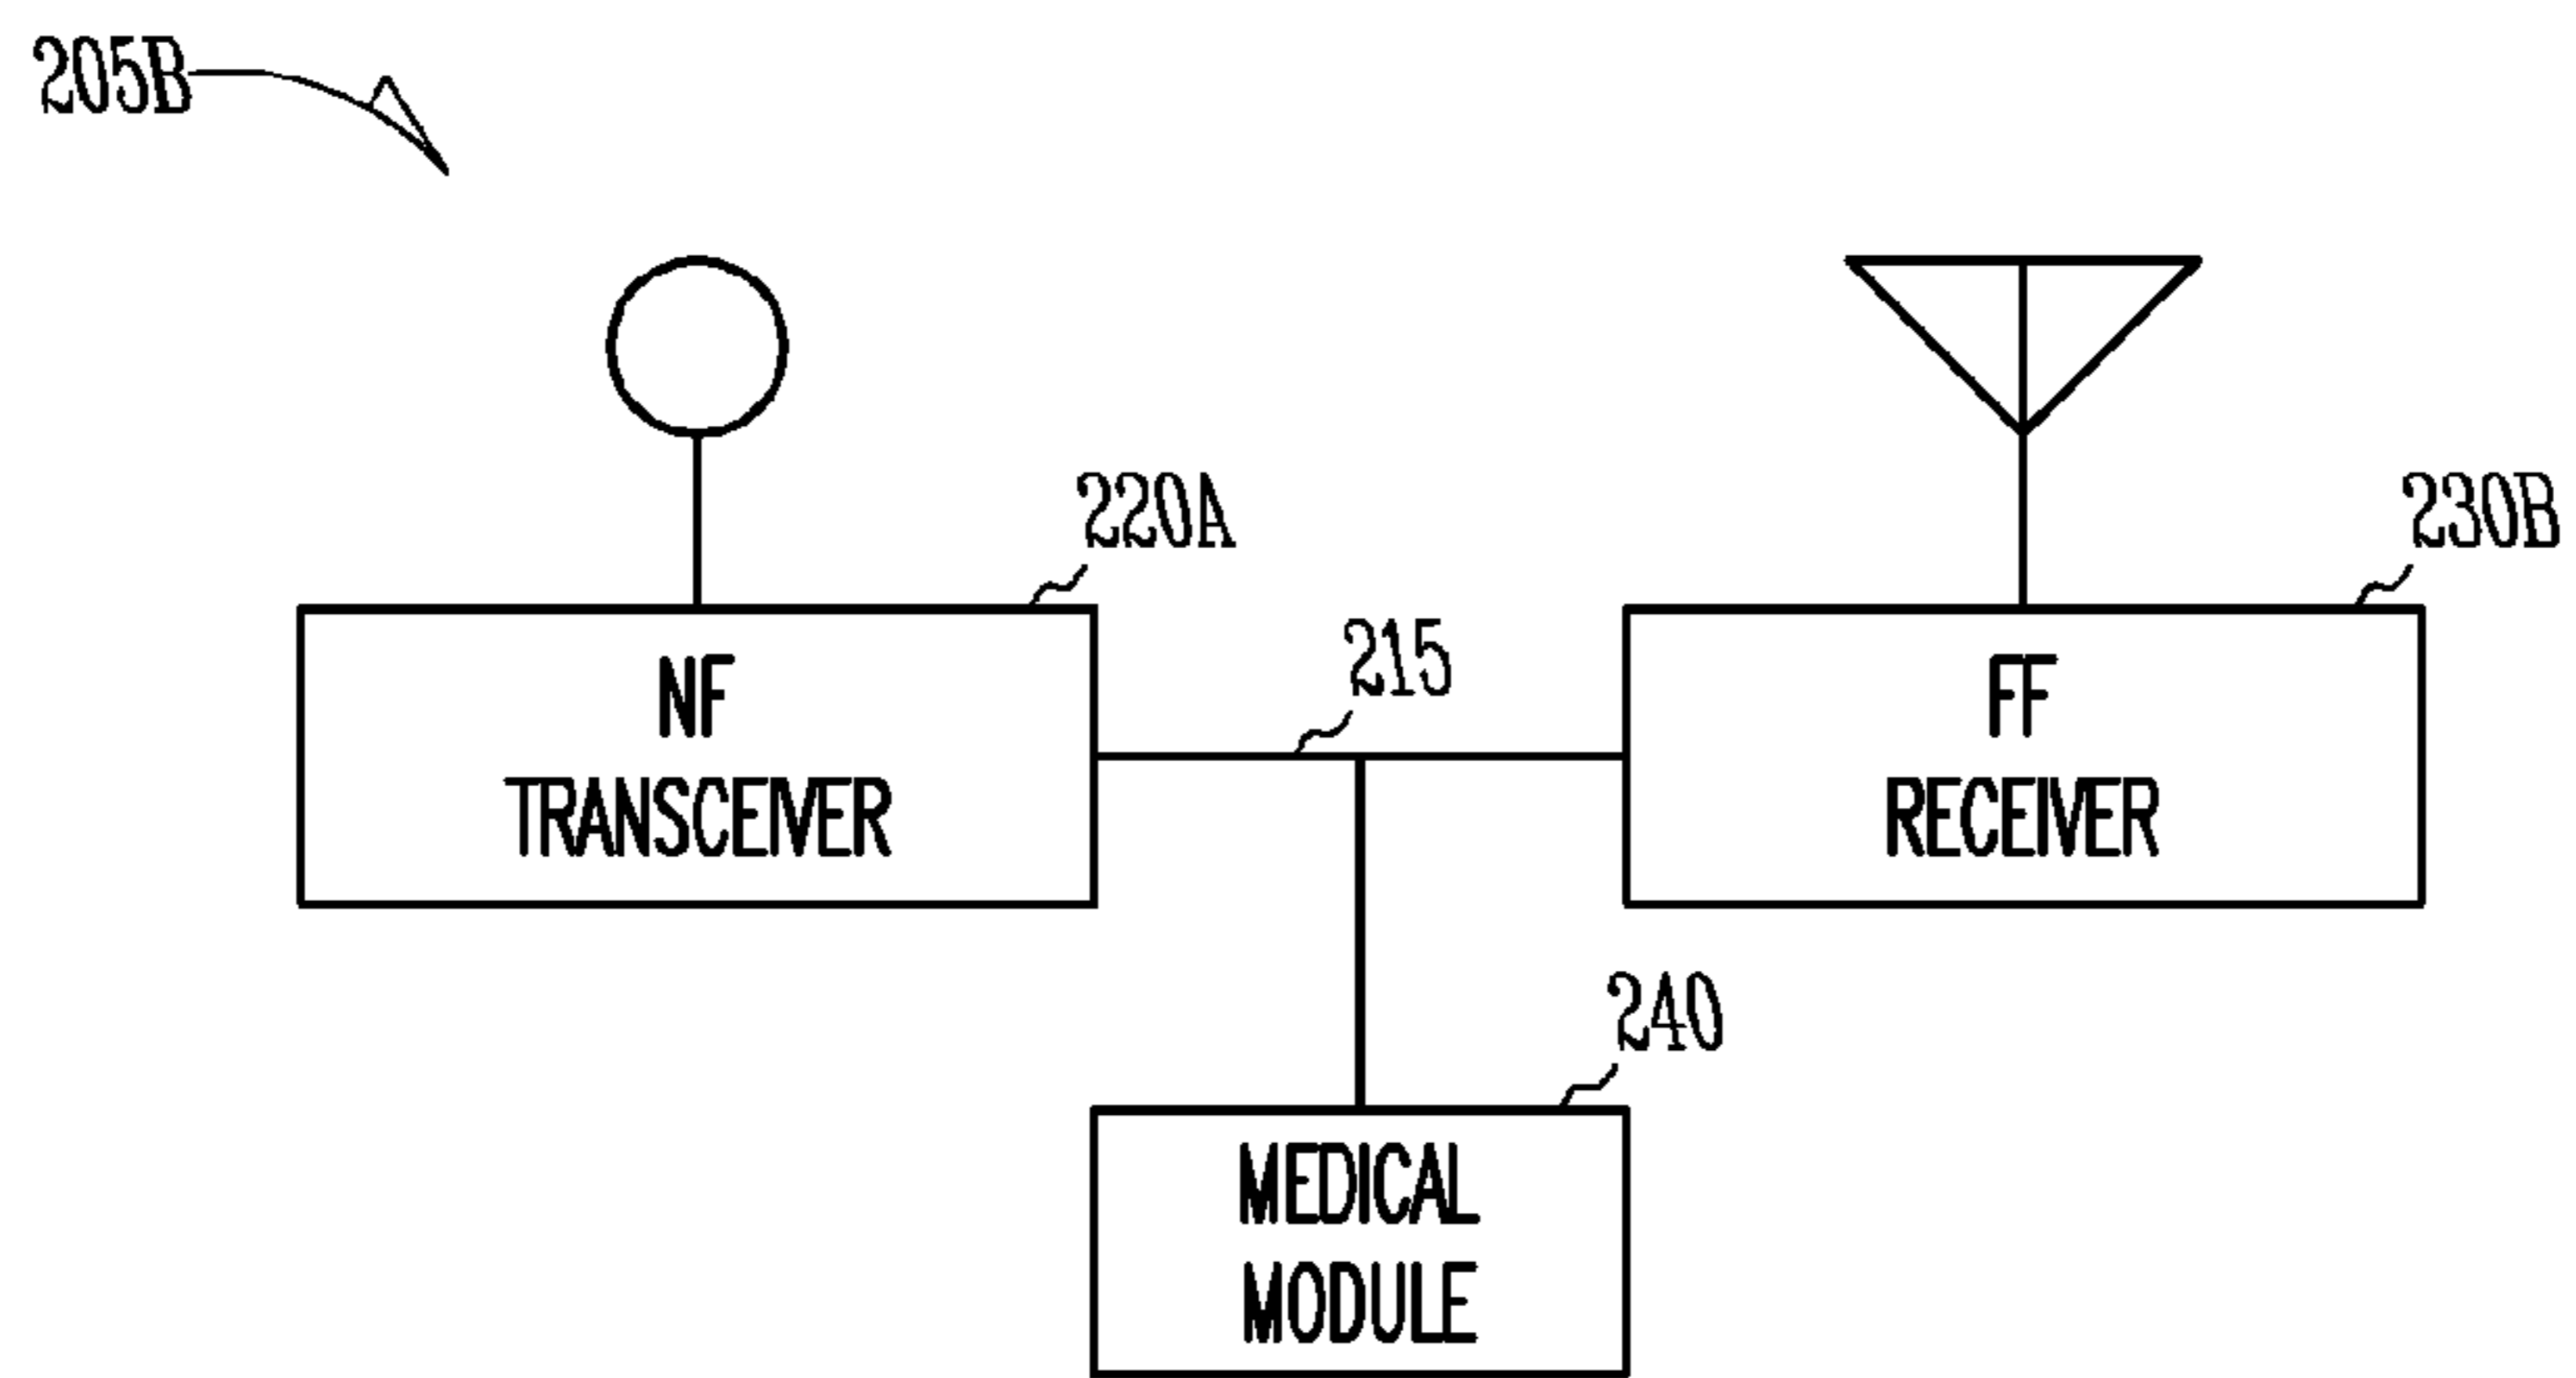 205B
220A
230B
NF
TRANSCEIVER
215
FF
RECEIVER
240
MEDICAL
MODULE